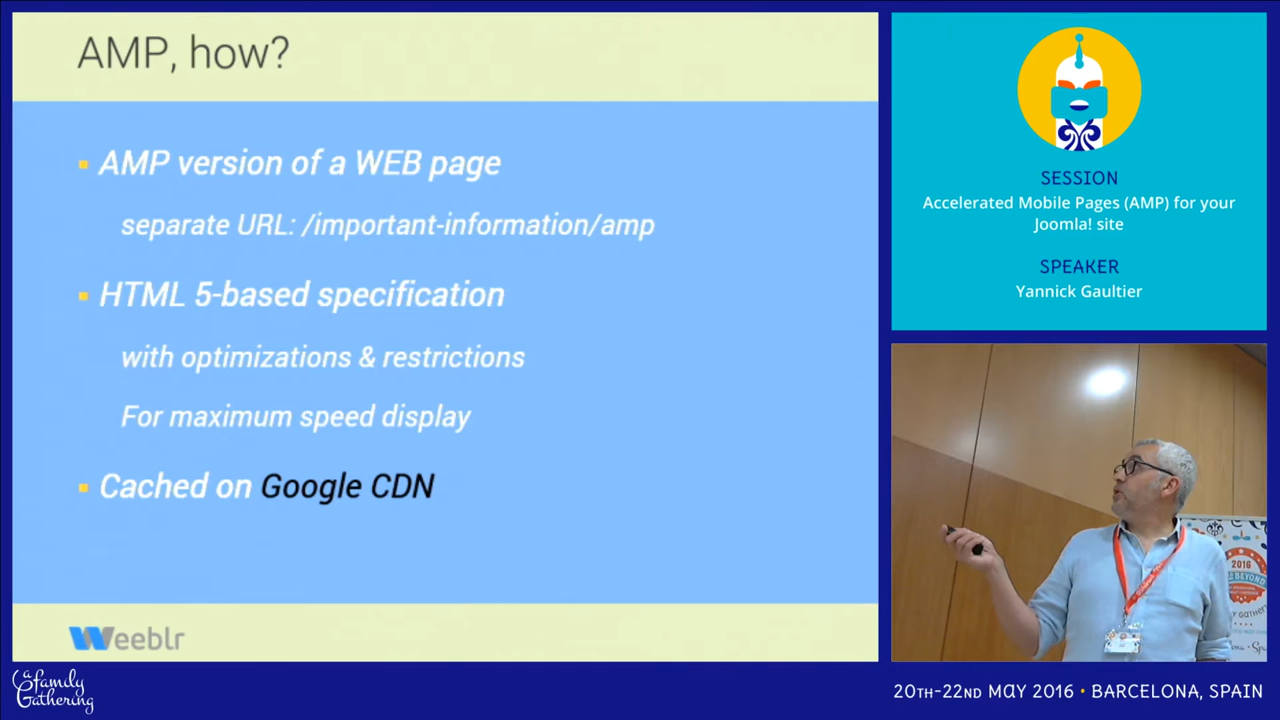 AMP, how?
AMP version of a WEB page
separate URL: /important-information/amp
HTML 5-based specification
with optimizations & restrictions
For maximum speed display
Cached on Google CDN
Weeblr
SESSION
Accelerated Mobile Pages (AMP) for your
Joomla! site
SPEAKER
Yannick Gaultier
2016
BEYOND
a family
Gathering
20TH-22ND MAY 2016 • BARCELONA, SPAIN